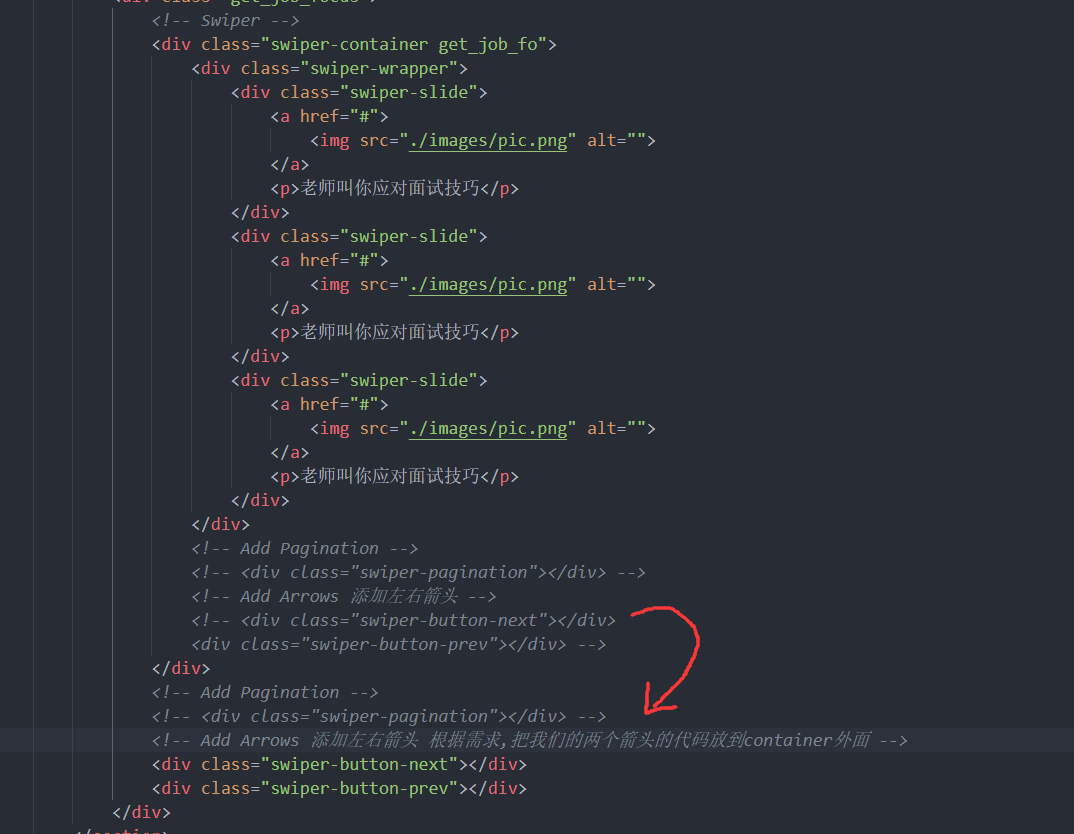 <div class="get_job_focus">
<!-- Swiper -->
<div class="swiper-container get_job_fo">
<div class="swiper-wrapper">
<div class="swiper-slide">
<a href="#">
<img src="./images/pic.png" alt="">
</a>
<p>老师叫你应对面试技巧</p>
</div>
<div class="swiper-slide">
<a href="#">
<img src="./images/pic.png" alt="">
</a>
<p>老师叫你应对面试技巧</p>
</div>
<div class="swiper-slide">
<a href="#">
<img src="./images/pic.png" alt="">
</a>
<p>老师叫你应对面试技巧</p>
</div>
</div>
<!-- Add Pagination -->
<!-- <div class="swiper-pagination"></div> -->
<!-- Add Arrows 添加左右箭头 -->
<!-- <div class="swiper-button-next"></div>
<div class="swiper-button-prev"></div> -->
</div>
<!-- Add Pagination -->
<!-- <div class="swiper-pagination"></div> -->
<!-- Add Arrows 添加左右箭头 根据需求,把我们的两个箭头的代码放到container外面 -->
<div class="swiper-button-next"></div>
<div class="swiper-button-prev"></div>
</div>
</section>